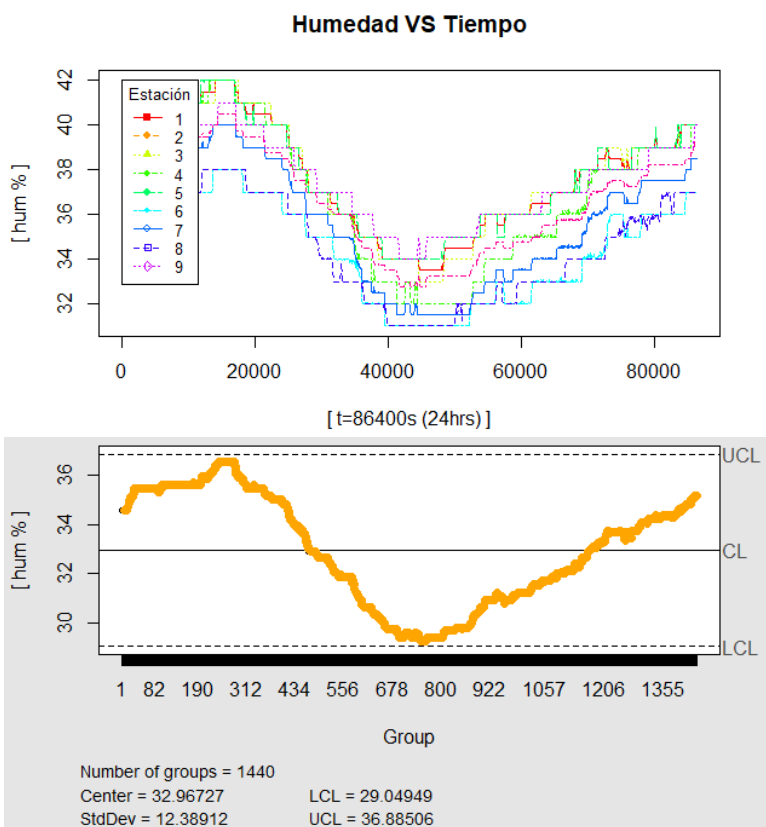 Humedad VS Tiempo
[ hum % ]
42
40
38
36
34
32
Estación
1
2
3
4
5
6
7
8
9
0 20000 40000 60000 80000
[ t=86400s (24hrs) ]
[ hum % ]
36
34
32
30
UCL
CL
LCL
1 82 190 312 434 556 678 800 922 1057 1206 1355
Group
Number of groups = 1440
Center = 32.96727 LCL = 29.04949
StdDev = 12.38912 UCL = 36.88506